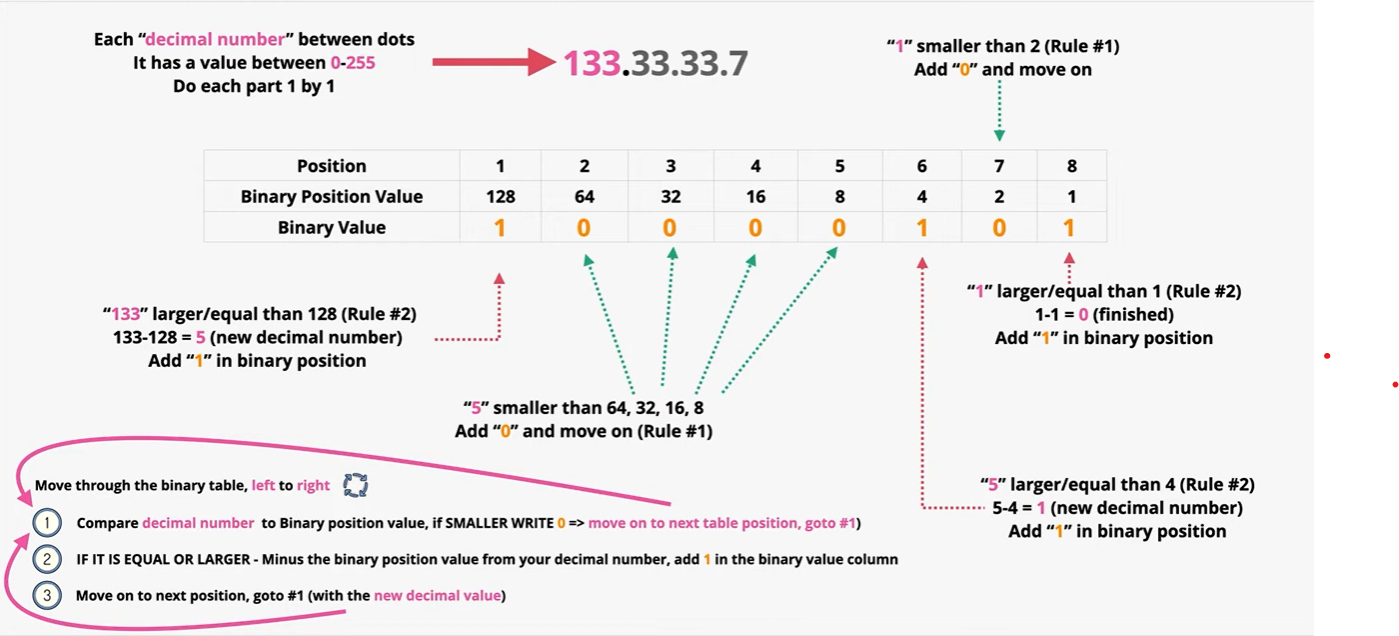 Each “decimal number” between dots
It has a value between 0-255
Do each part 1 by 1
133.33.33.7
“1” smaller than 2 (Rule #1)
Add “0” and move on
Position 1 2 3 4 5 6 7 8
Binary Position Value 128 64 32 16 8 4 2 1
Binary Value 1 0 0 0 0 1 0 1
“133” larger/equal than 128 (Rule #2)
133-128 = 5 (new decimal number)
Add “1” in binary position
“5” smaller than 64, 32, 16, 8
Add “0” and move on (Rule #1)
“1” larger/equal than 1 (Rule #2)
1-1 = 0 (finished)
Add “1” in binary position
“5” larger/equal than 4 (Rule #2)
5-4 = 1 (new decimal number)
Add “1” in binary position
Move through the binary table, left to right
1 Compare decimal number to Binary position value, if SMALLER WRITE 0 => move on to next table position, goto #1)
2 IF IT IS EQUAL OR LARGER - Minus the binary position value from your decimal number, add 1 in the binary value column
3 Move on to next position, goto #1 (with the new decimal value)